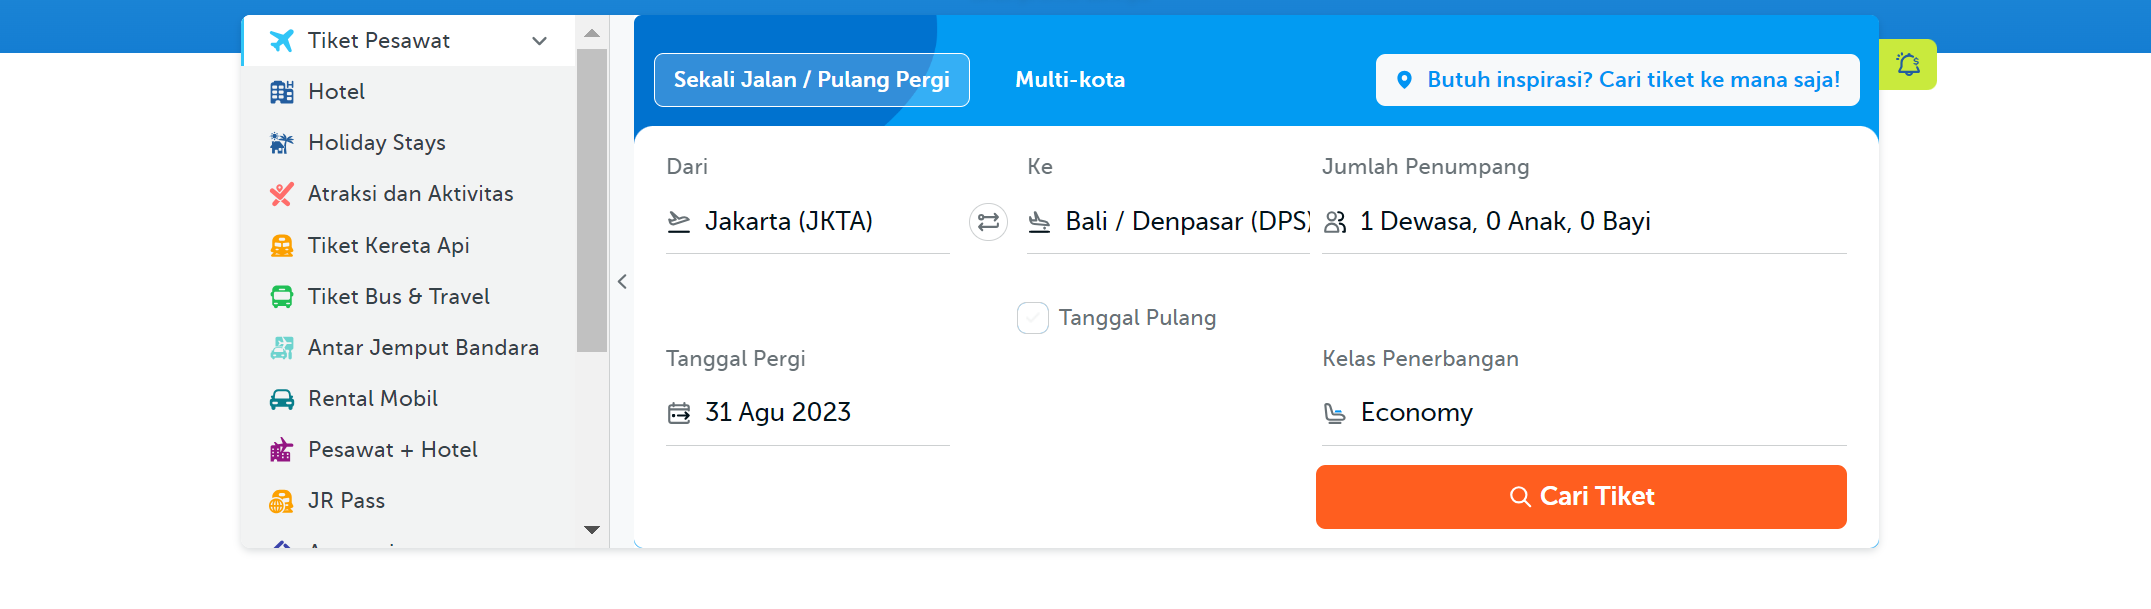 Tiket Pesawat
Hotel
Holiday Stays
Atraksi dan Aktivitas
Tiket Kereta Api
Tiket Bus & Travel
Antar Jemput Bandara
Rental Mobil
Pesawat + Hotel
JR Pass
Sekali Jalan / Pulang Pergi
Multi-kota
Butuh inspirasi? Cari tiket ke mana saja!
Dari
Jakarta (JKTA)
Ke
Bali / Denpasar (DPS)
Jumlah Penumpang
1 Dewasa, 0 Anak, 0 Bayi
Tanggal Pulang
Tanggal Pergi
31 Agu 2023
Kelas Penerbangan
Economy
Cari Tiket